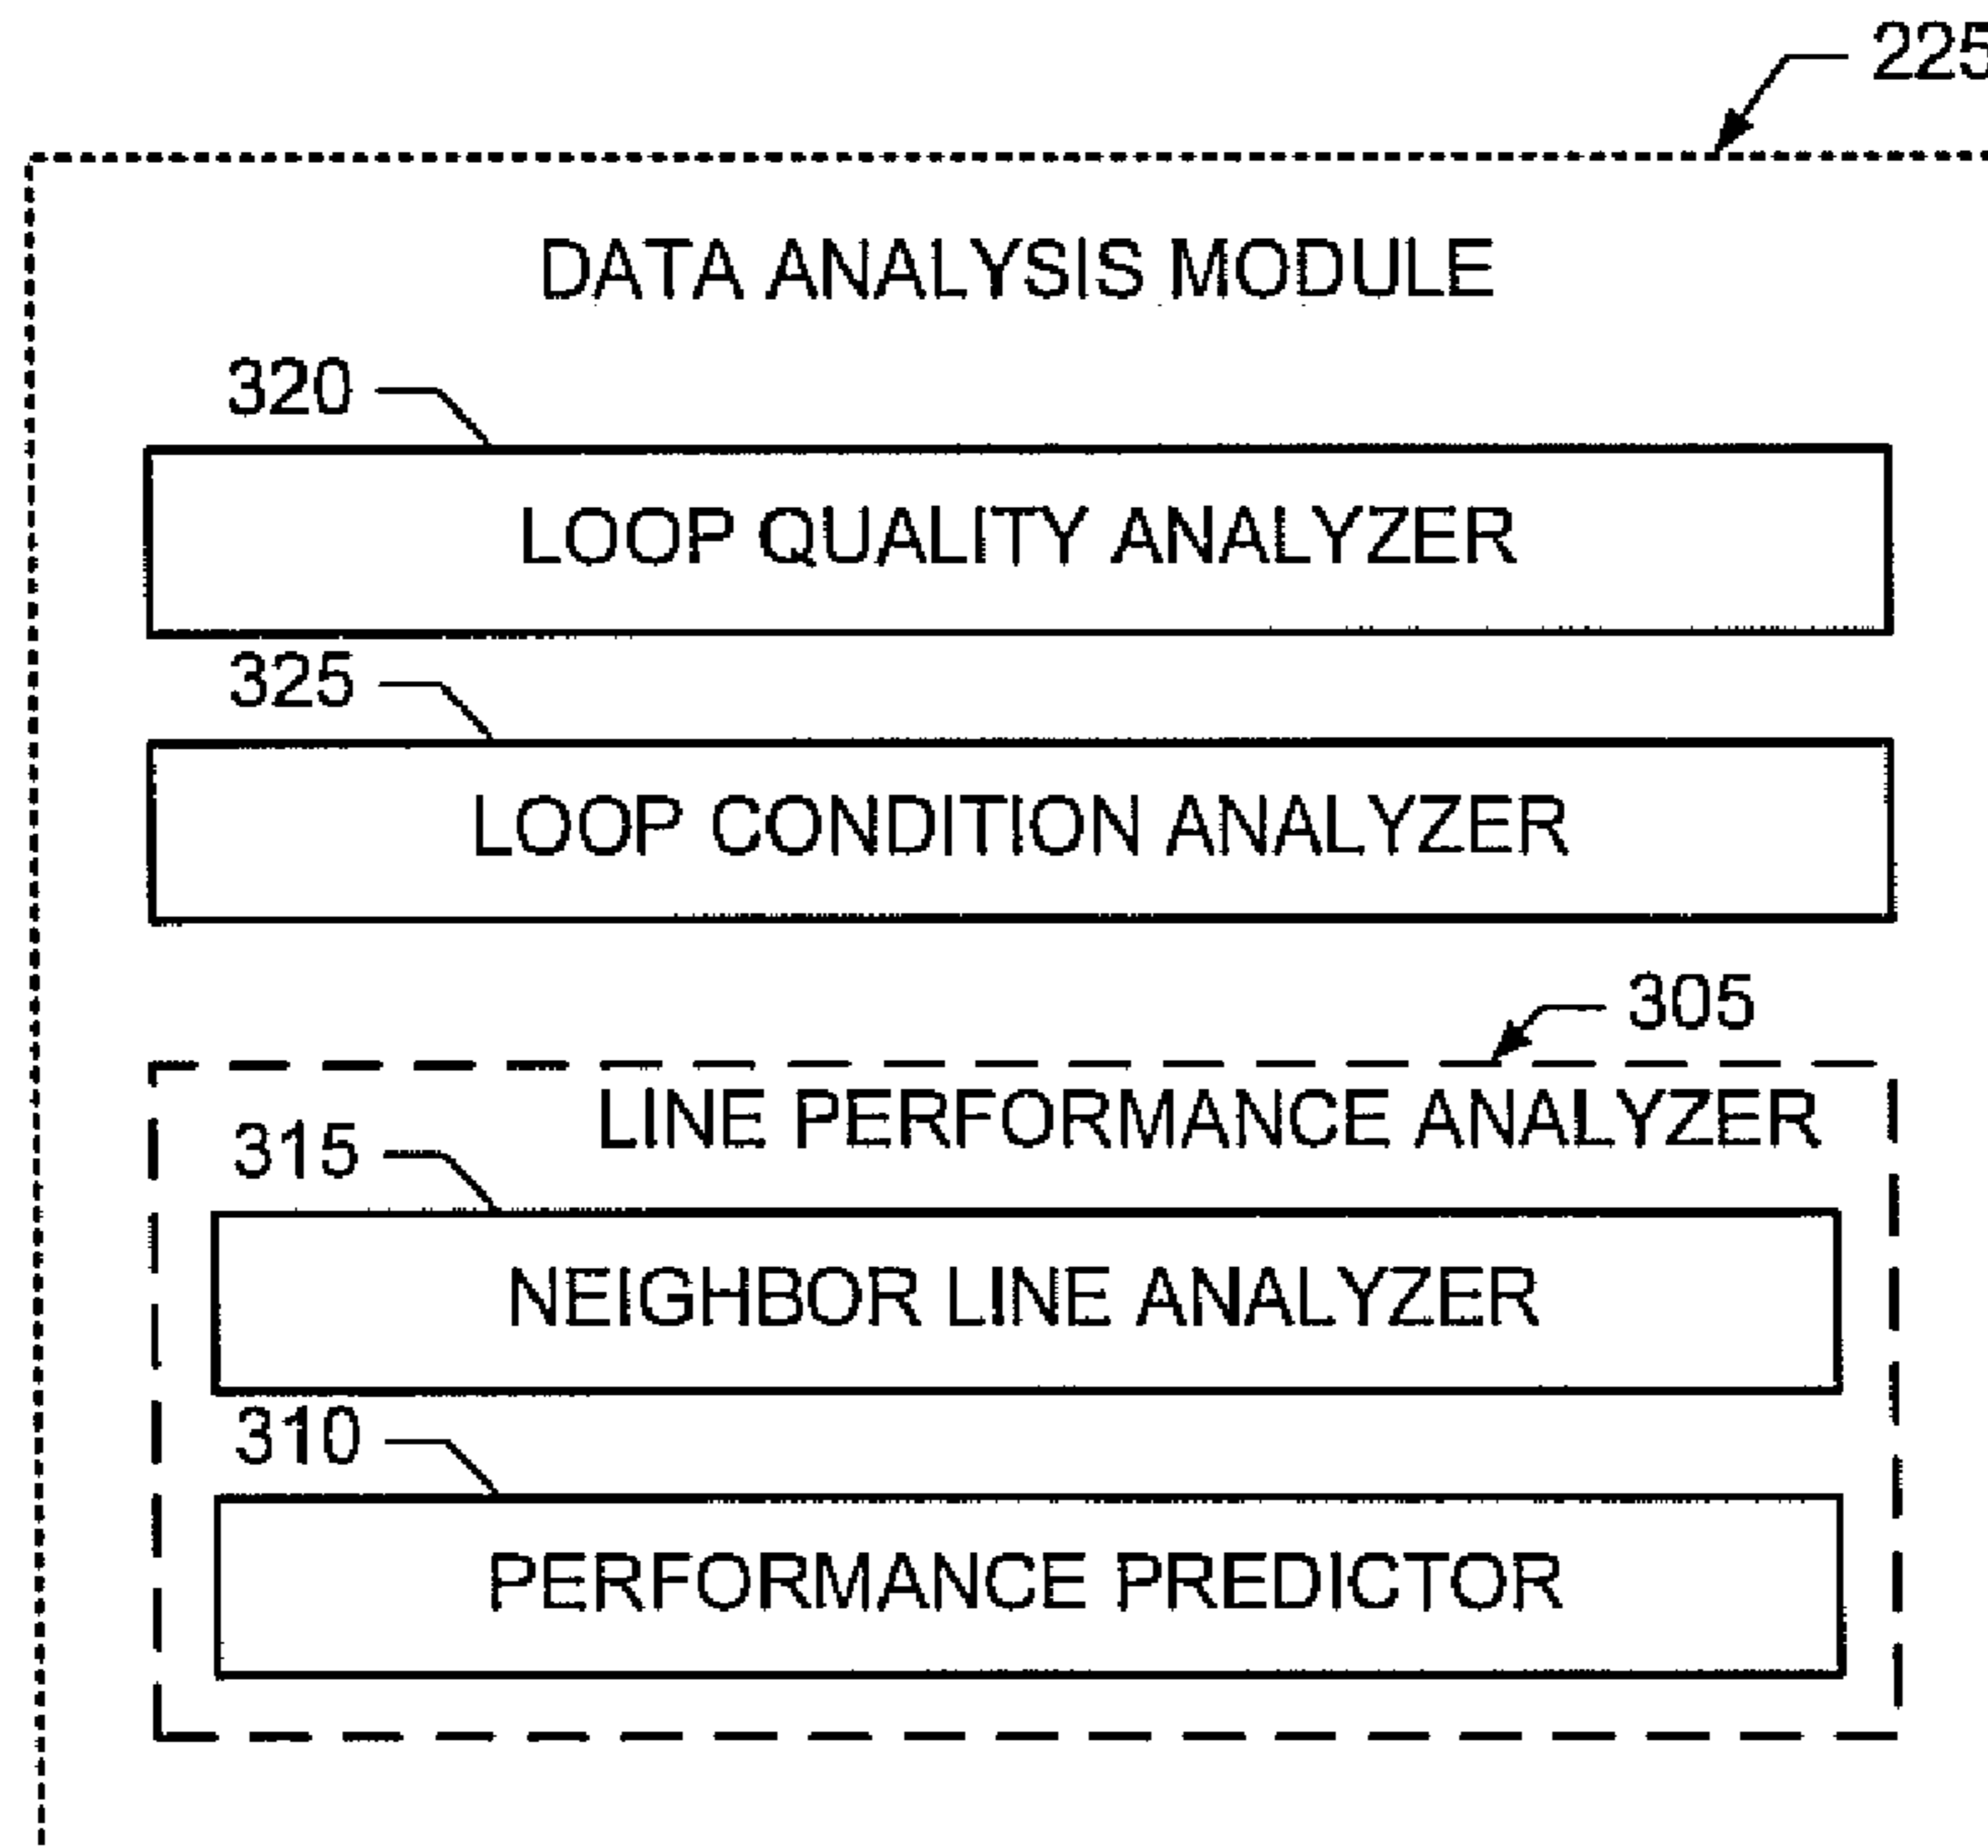 225
DATA ANALYSIS MODULE
320
LOOP QUALITY ANALYZER
325
LOOP CONDITION ANALYZER
305
LINE PERFORMANCE ANALYZER
315
NEIGHBOR LINE ANALYZER
310
PERFORMANCE PREDICTOR